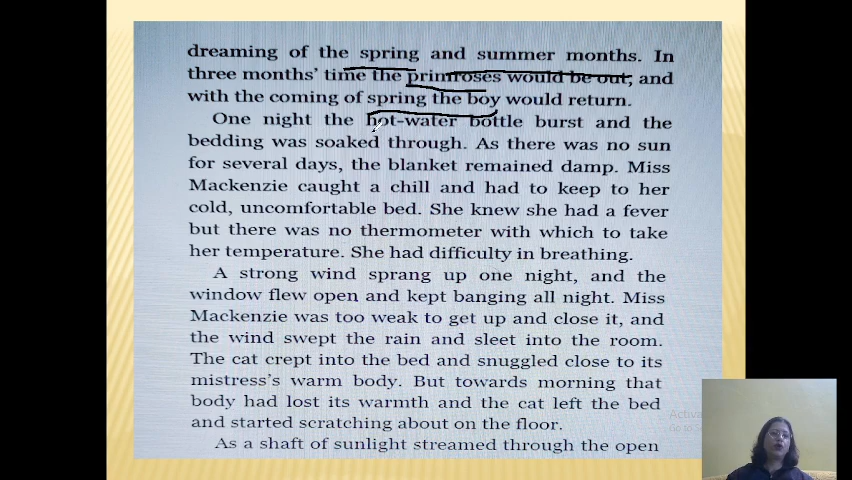 dreaming of the spring and summer months. In
three months' time the primroses would be out, and
with the coming of spring the boy would return.
One night the hot-water bottle burst and the
bedding was soaked through. As there was no sun
for several days, the blanket remained damp. Miss
Mackenzie caught a chill and had to keep to her
cold, uncomfortable bed. She knew she had a fever
but there was no thermometer with which to take
her temperature. She had difficulty in breathing.
A strong wind sprang up one night, and the
window flew open and kept banging all night. Miss
Mackenzie was too weak to get up and close it, and
the wind swept the rain and sleet into the room.
The cat crept into the bed and snuggled close to its
mistress's warm body. But towards morning that
body had lost its warmth and the cat left the bed
and started scratching about on the floor.
As a shaft of sunlight streamed through the open